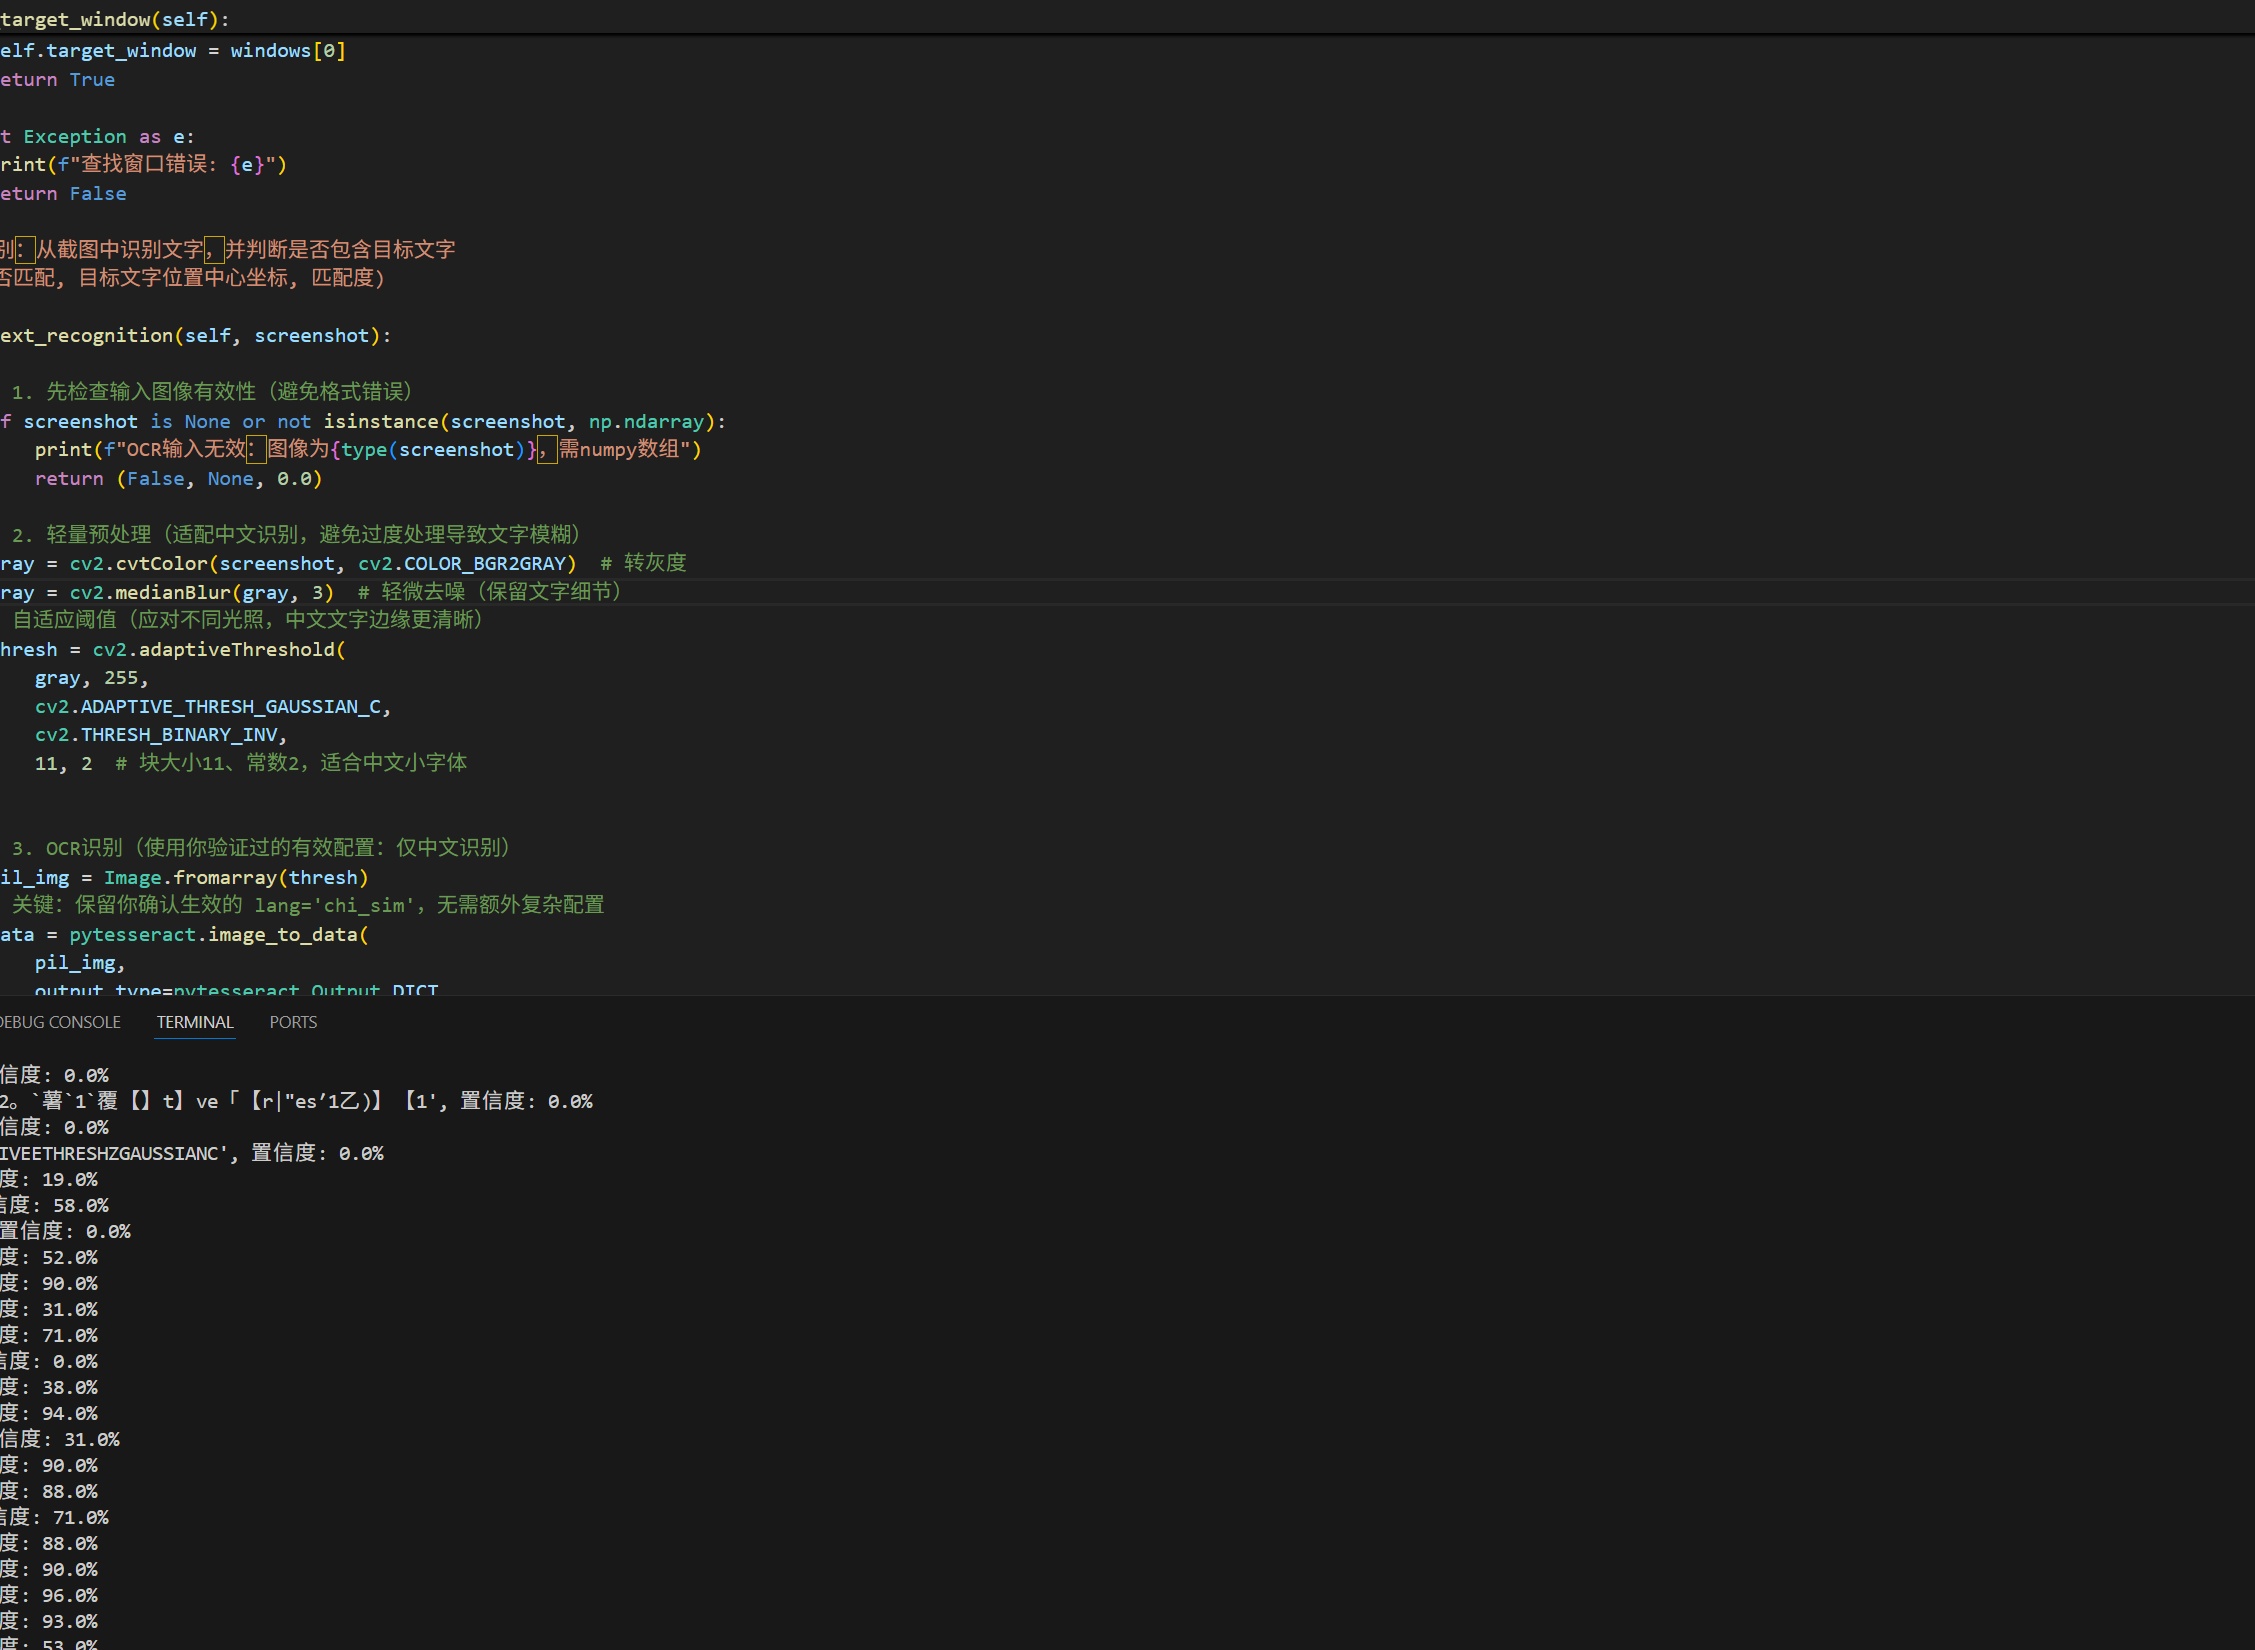 target_window(self):
elf.target_window = windows[0]
eturn True
t Exception as e:
rint(f"查找窗口错误: {e}")
eturn False
别：从截图中识别文字，并判断是否包含目标文字
否匹配, 目标文字位置中心坐标, 匹配度)
ext_recognition(self, screenshot):
1. 先检查输入图像有效性（避免格式错误）
f screenshot is None or not isinstance(screenshot, np.ndarray):
print(f"OCR输入无效：图像为{type(screenshot)}，需numpy数组")
return (False, None, 0.0)
2. 轻量预处理（适配中文识别，避免过度处理导致文字模糊）
ray = cv2.cvtColor(screenshot, cv2.COLOR_BGR2GRAY)  # 转灰度
ray = cv2.medianBlur(gray, 3)  # 轻微去噪（保留文字细节）
自适应阈值（应对不同光照，中文文字边缘更清晰）
hresh = cv2.adaptiveThreshold(
gray, 255,
cv2.ADAPTIVE_THRESH_GAUSSIAN_C,
cv2.THRESH_BINARY_INV,
11, 2  # 块大小11、常数2，适合中文小字体
3. OCR识别（使用你验证过的有效配置：仅中文识别）
il_img = Image.fromarray(thresh)
关键：保留你确认生效的 lang='chi_sim'，无需额外复杂配置
ata = pytesseract.image_to_data(
pil_img,
output_type=pytesseract.Output.DICT
DEBUG CONSOLE TERMINAL PORTS
信度: 0.0%
2。`薯`1`覆【】t】ve「【r|"es’1乙)】【1', 置信度: 0.0%
信度: 0.0%
IVEETHRESHZGAUSSIANC', 置信度: 0.0%
度: 19.0%
信度: 58.0%
置信度: 0.0%
度: 52.0%
度: 90.0%
度: 31.0%
度: 71.0%
信度: 0.0%
度: 38.0%
度: 94.0%
信度: 31.0%
度: 90.0%
度: 88.0%
信度: 71.0%
度: 88.0%
度: 90.0%
度: 96.0%
度: 93.0%
度: 53.0%